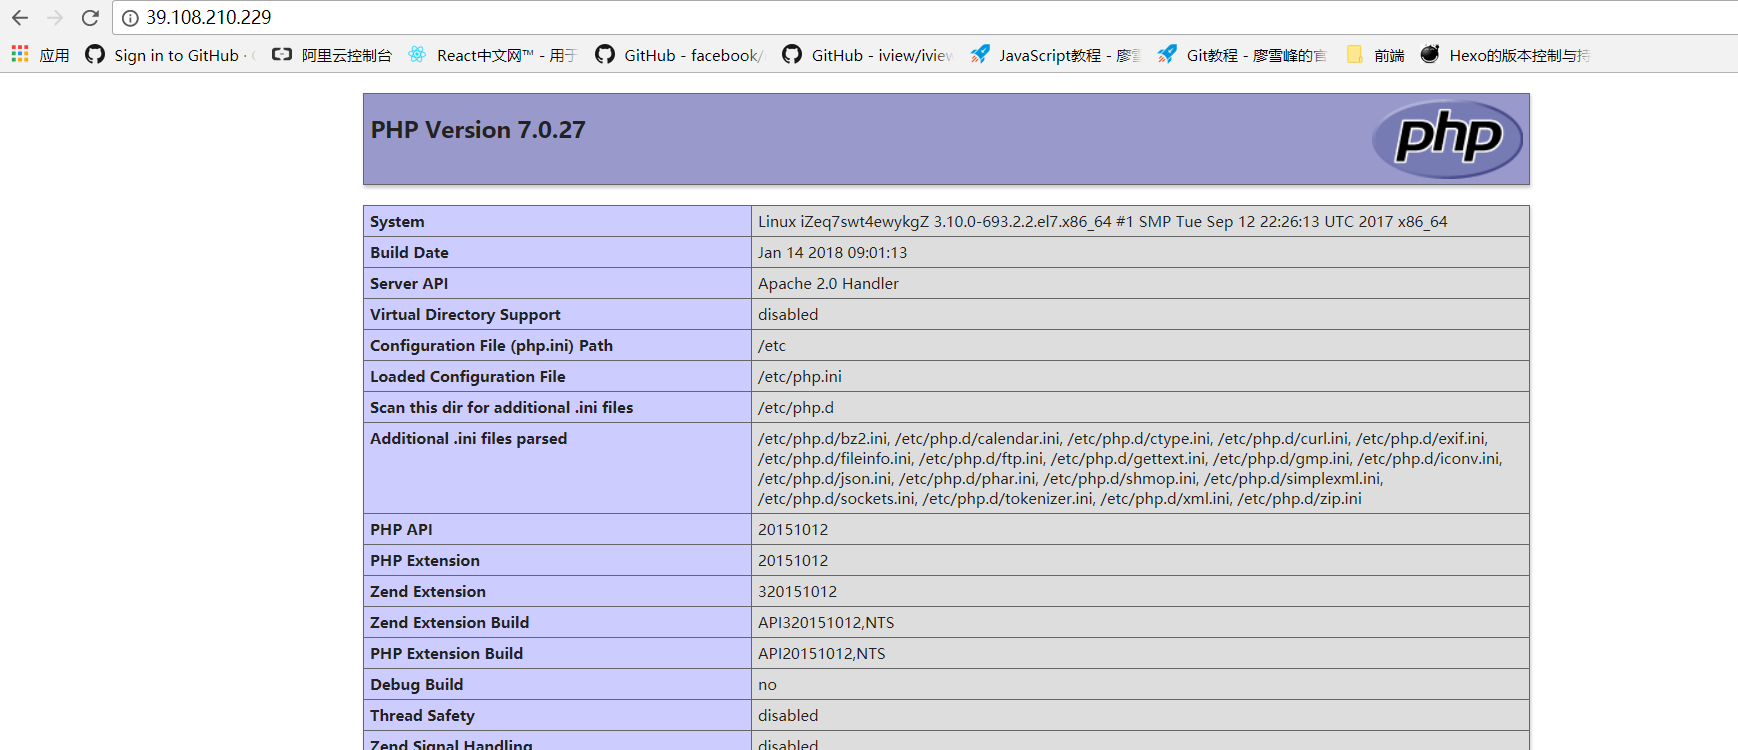 39.108.210.229
应用 Sign in to GitHub · 阿里云控制台 React中文网™ - 用于 GitHub - facebook/ GitHub - iview/iview JavaScript教程 - 廖雪 Git教程 - 廖雪峰的官 前端 Hexo的版本控制与持
PHP Version 7.0.27
php
System Linux iZeq7swt4ewykgZ 3.10.0-693.2.2.el7.x86_64 #1 SMP Tue Sep 12 22:26:13 UTC 2017 x86_64
Build Date Jan 14 2018 09:01:13
Server API Apache 2.0 Handler
Virtual Directory Support disabled
Configuration File (php.ini) Path /etc
Loaded Configuration File /etc/php.ini
Scan this dir for additional .ini files /etc/php.d
Additional .ini files parsed /etc/php.d/bz2.ini, /etc/php.d/calendar.ini, /etc/php.d/ctype.ini, /etc/php.d/curl.ini, /etc/php.d/exif.ini,
/etc/php.d/fileinfo.ini, /etc/php.d/ftp.ini, /etc/php.d/gettext.ini, /etc/php.d/gmp.ini, /etc/php.d/iconv.ini,
/etc/php.d/json.ini, /etc/php.d/phar.ini, /etc/php.d/shmop.ini, /etc/php.d/simplexml.ini,
/etc/php.d/sockets.ini, /etc/php.d/tokenizer.ini, /etc/php.d/xml.ini, /etc/php.d/zip.ini
PHP API 20151012
PHP Extension 20151012
Zend Extension 320151012
Zend Extension Build API320151012,NTS
PHP Extension Build API20151012,NTS
Debug Build no
Thread Safety disabled
Zend Signal Handling disabled